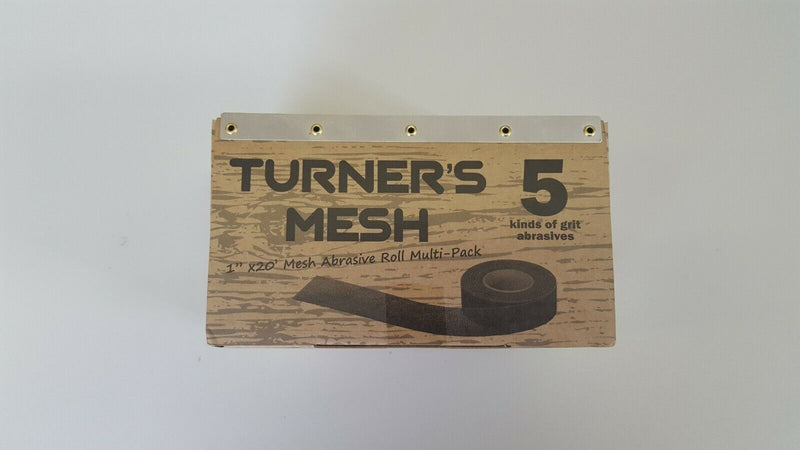 TURNER'S
MESH
1" x20' Mesh Abrasive Roll Multi-Pack
5
kinds of grit
abrasives